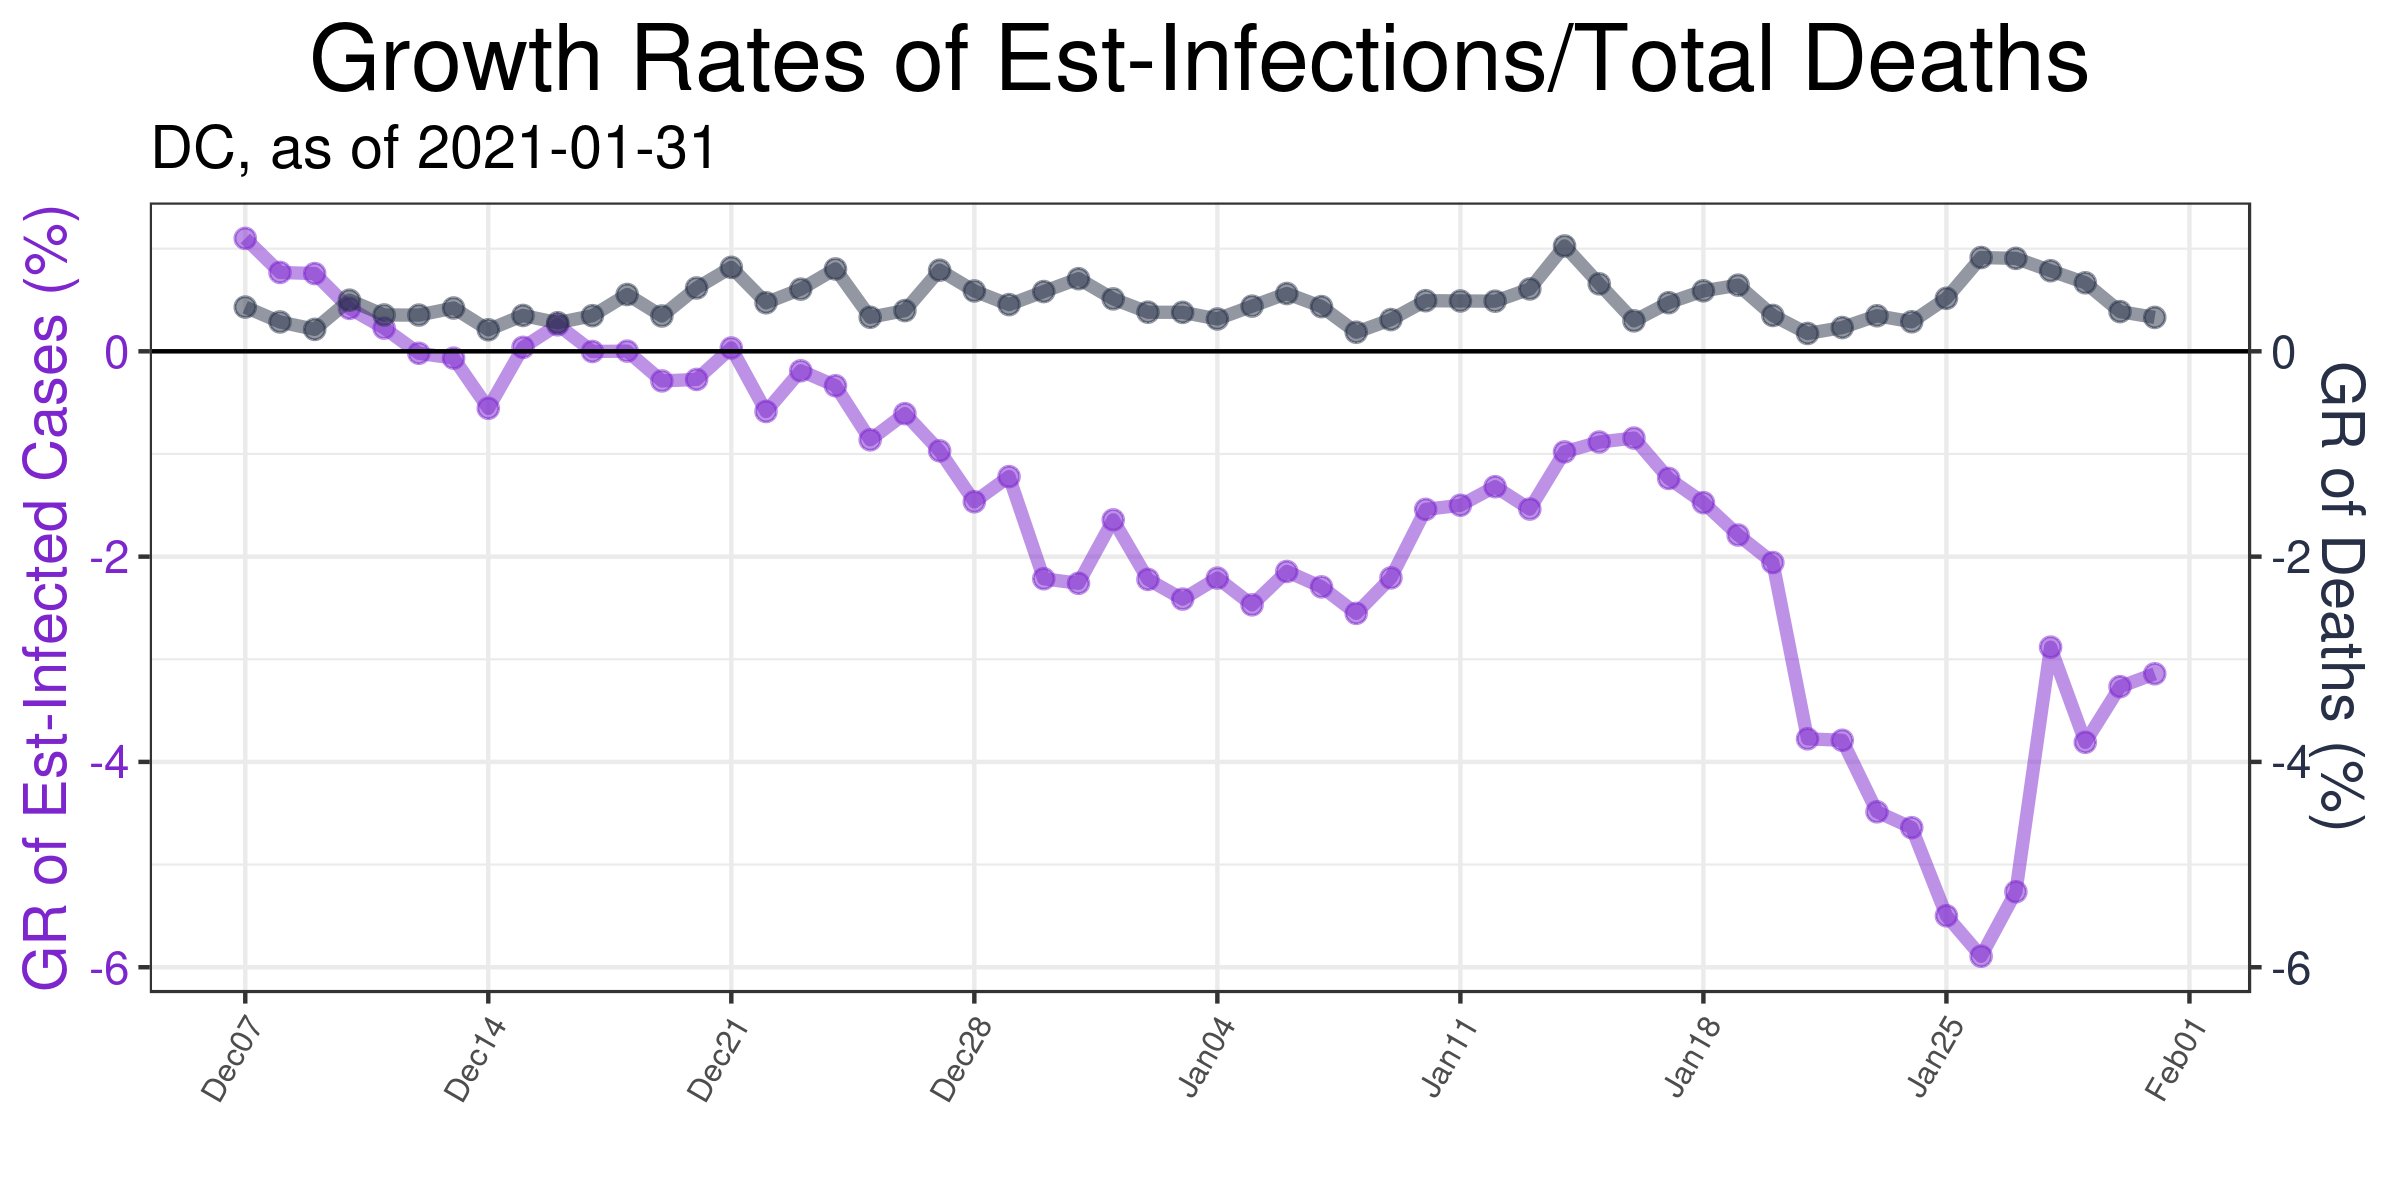 Growth Rates of Est-Infections/Total Deaths
DC, as of 2021-01-31
GR of Est-Infected Cases (%)
0
-2
-4
-6
0
-2
-4
-6
GR of Deaths (%)
Dec07
Dec14
Dec21
Dec28
Jan04
Jan11
Jan18
Jan25
Feb01